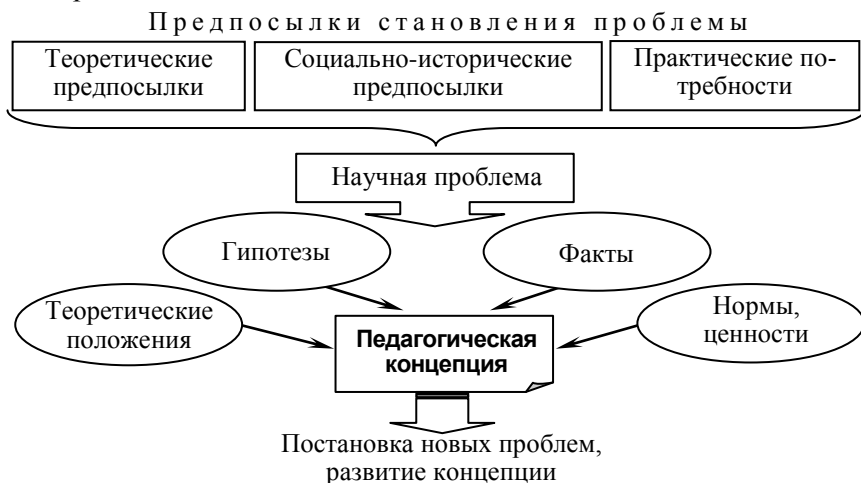 Предпосылки становления проблемы
Теоретические
предпосылки
Социально-исторические
предпосылки
Практические по-
требности
Научная проблема
Гипотезы
Факты
Теоретические
положения
Нормы,
ценности
Педагогическая
концепция
Постановка новых проблем,
развитие концепции